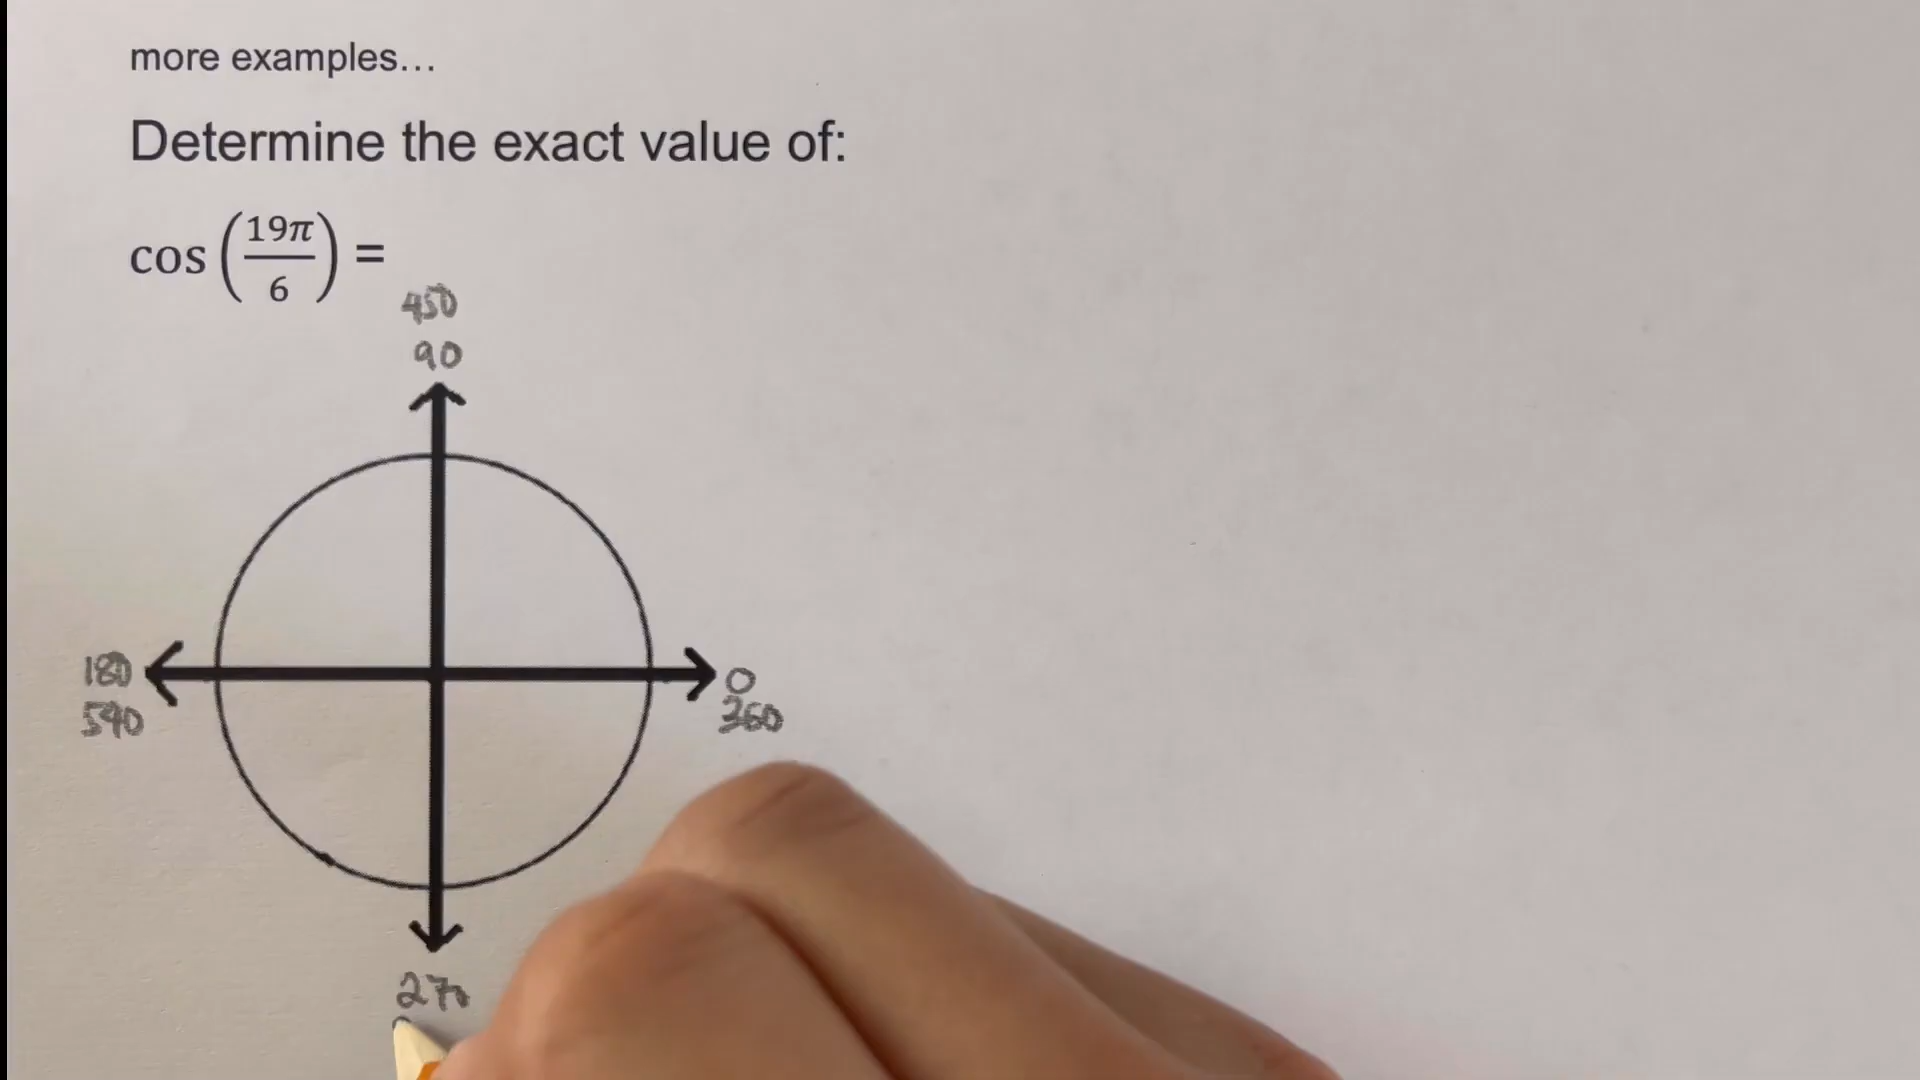 more examples…
Determine the exact value of:
cos (19π/6) =
450
90
180
540
0
360
270